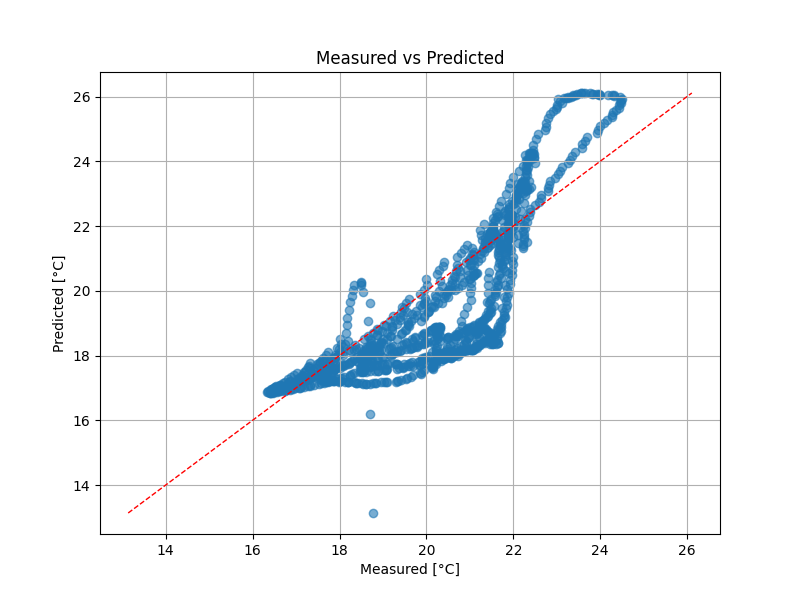 Measured vs Predicted
26
24
22
20
18
16
14
Predicted [°C]
14 16 18 20 22 24 26
Measured [°C]